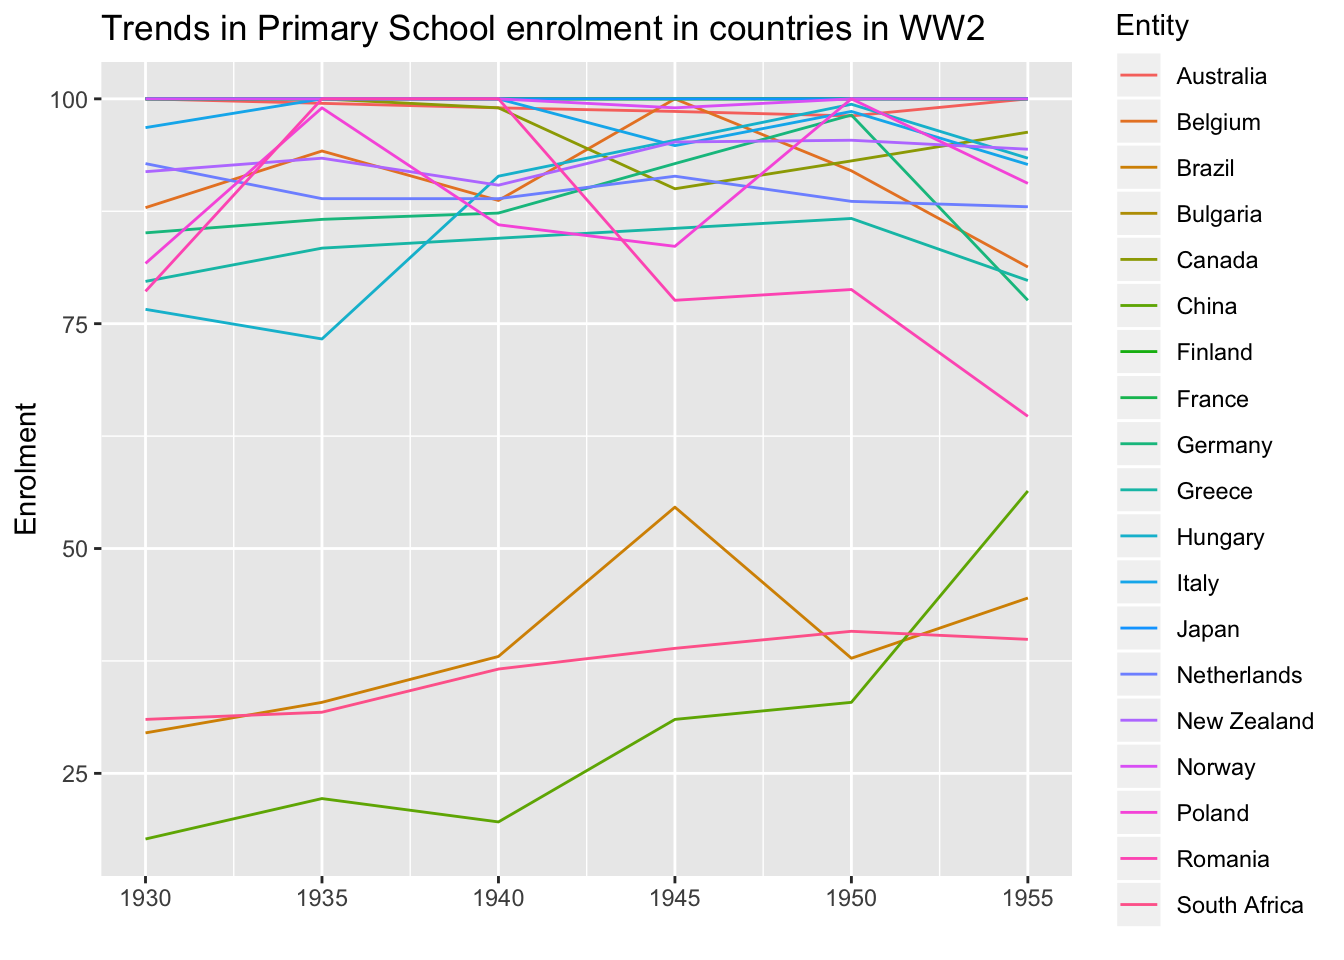 Trends in Primary School enrolment in countries in WW2
Enrolment
100
75
50
25
1930 1935 1940 1945 1950 1955
Entity
Australia
Belgium
Brazil
Bulgaria
Canada
China
Finland
France
Germany
Greece
Hungary
Italy
Japan
Netherlands
New Zealand
Norway
Poland
Romania
South Africa